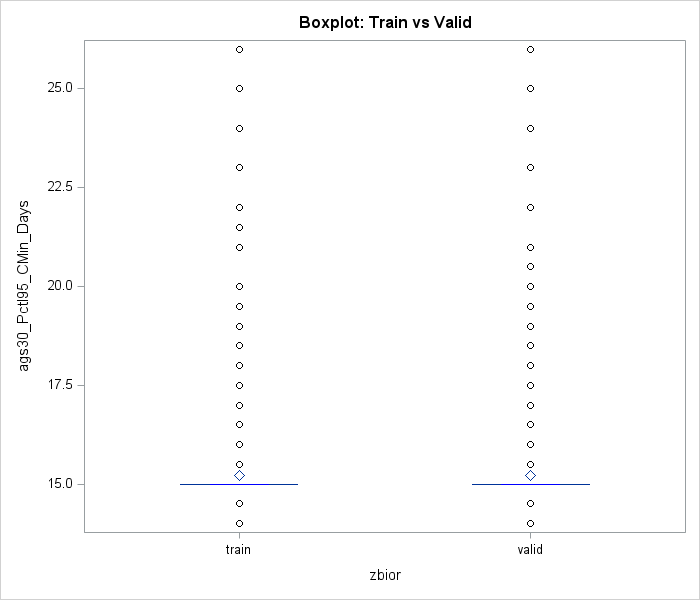 Boxplot: Train vs Valid
25.0
22.5
20.0
17.5
15.0
ags30_Pctl95_CMin_Days
train
valid
zbior